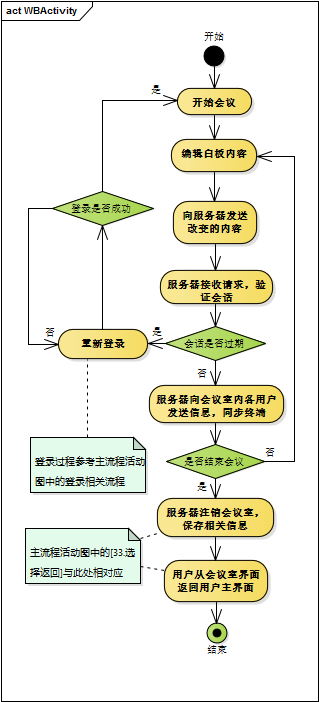 act WBActivity
开始
是
开始会议
编辑白板内容
登录是否成功
向服务器发送
改变的内容
服务器接收请求，验
证会话
否
重新登录
是
会话是否过期
否
服务器向会议室内各用户
发送信息，同步终端
登录过程参考主流程活动
图中的登录相关流程
是否结束会议
否
是
服务器注销会议室，
保存相关信息
主流程活动图中的[33.选
择返回]与此处相对应
用户从会议室界面
返回用户主界面
结束